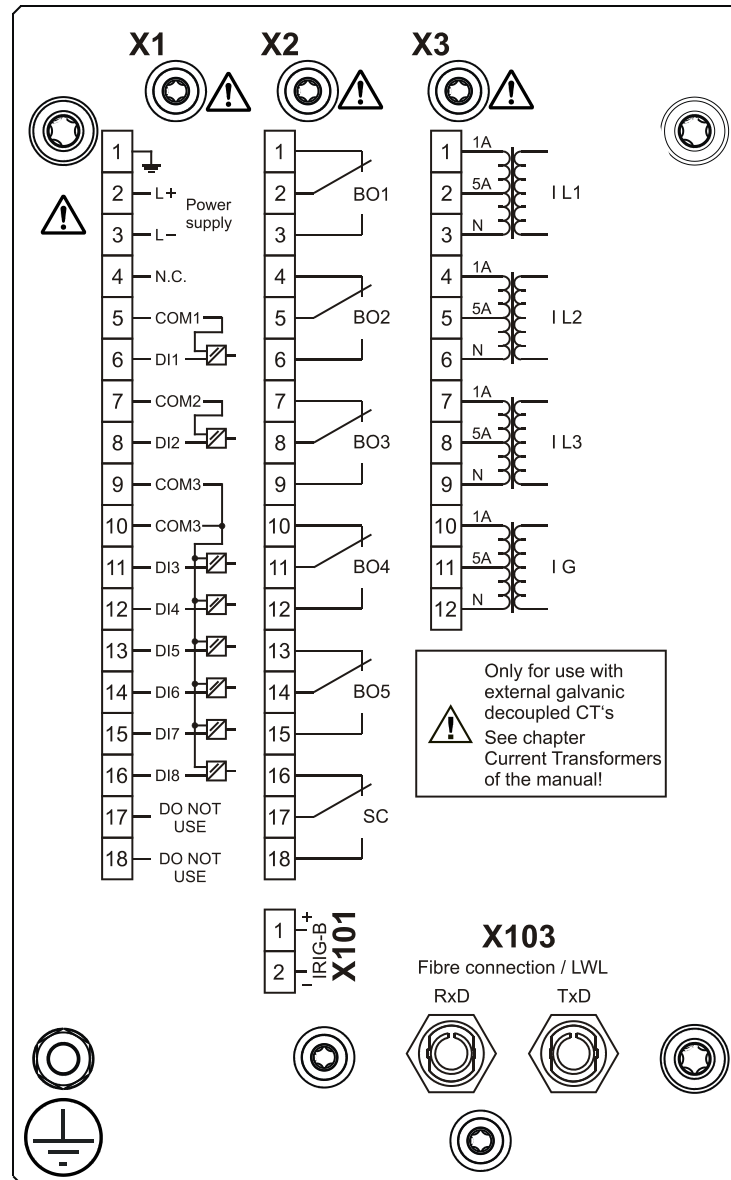 X1 X2 X3
1
2 L+
3 L−
Power
supply
4 N.C.
5 COM1
6 DI1
7 COM2
8 DI2
9 COM3
10 COM3
11 DI3
12 DI4
13 DI5
14 DI6
15 DI7
16 DI8
17 DO NOT
USE
18 DO NOT
USE
1
2 BO1
3
4
5 BO2
6
7
8 BO3
9
10
11 BO4
12
13
14 BO5
15
16
17 SC
18
1 1A
2 5A I L1
3 N
4 1A
5 5A I L2
6 N
7 1A
8 5A I L3
9 N
10 1A
11 5A I G
12 N
Only for use with
external galvanic
decoupled CT‘s
See chapter
Current Transformers
of the manual!
1 +
2 −
IRIG-B
X101
X103
Fibre connection / LWL
RxD TxD